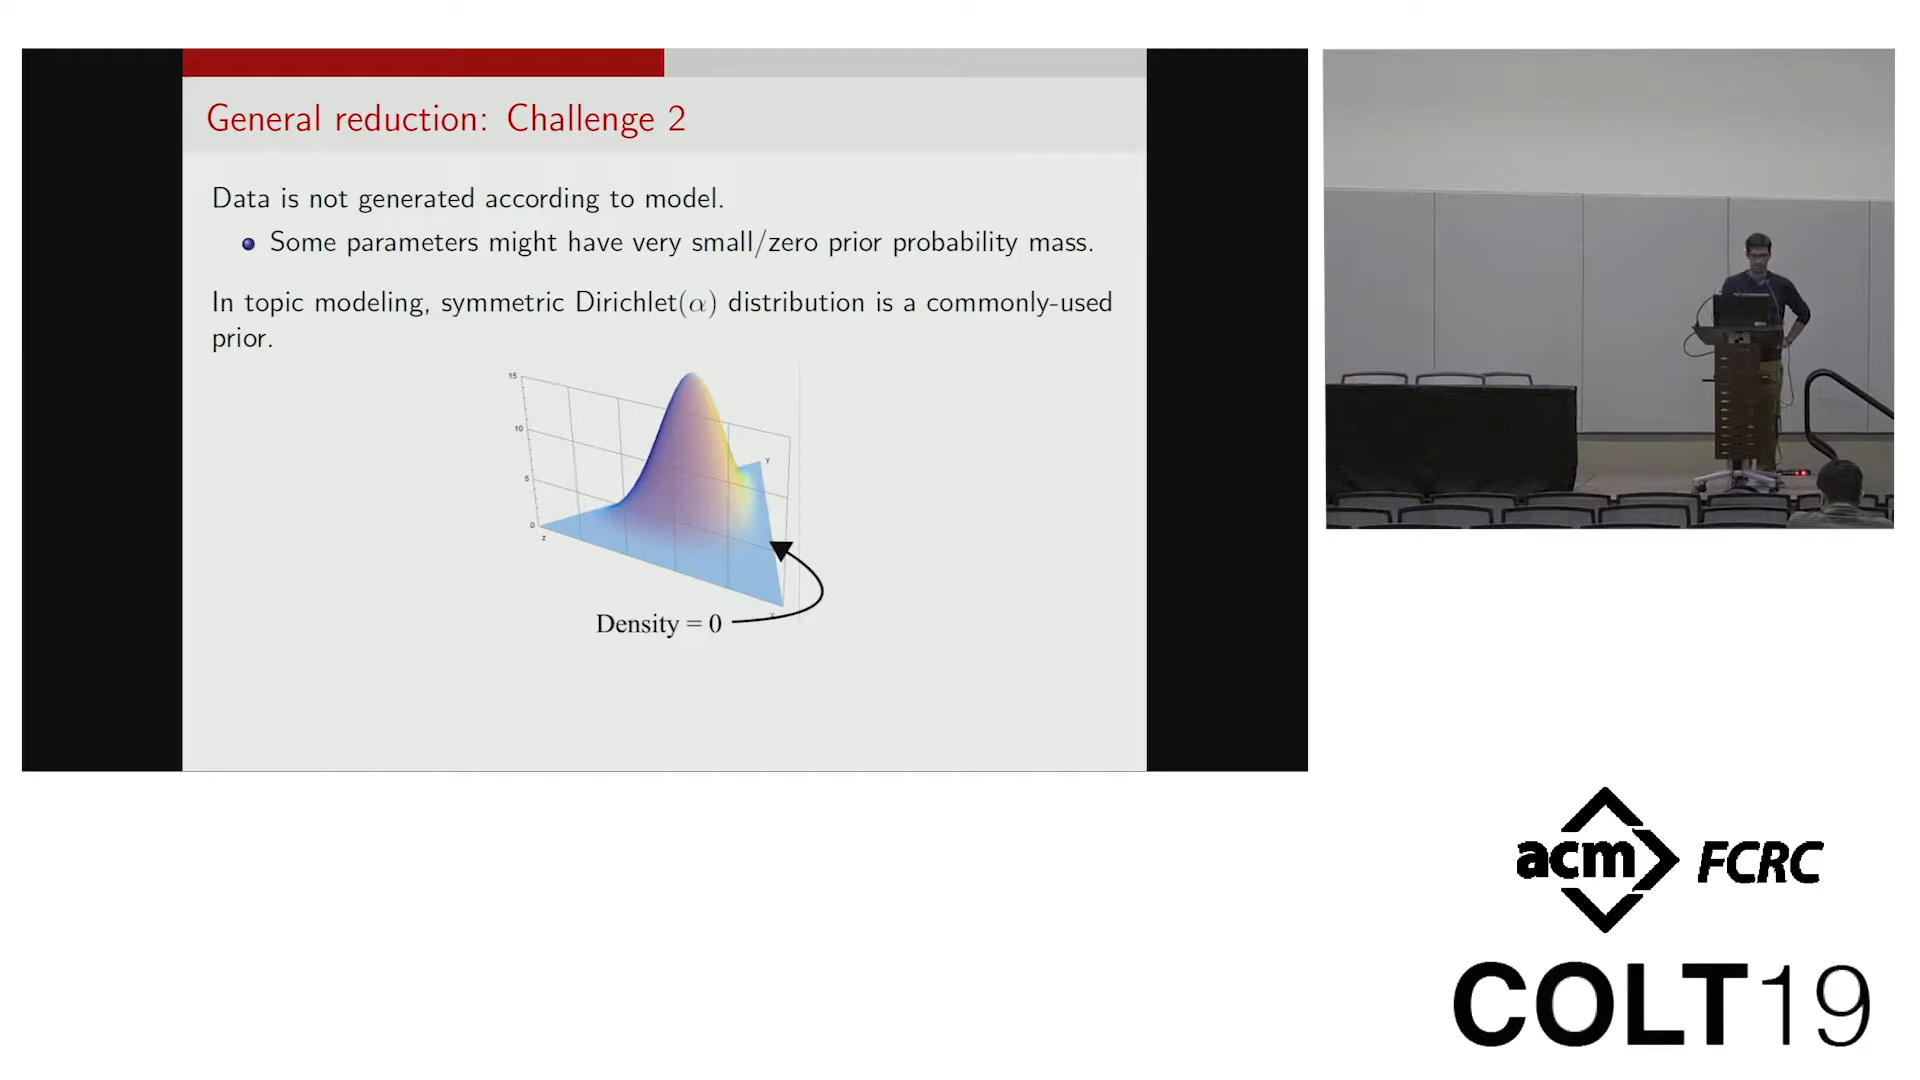 General reduction: Challenge 2
Data is not generated according to model.
Some parameters might have very small/zero prior probability mass.
In topic modeling, symmetric Dirichlet(α) distribution is a commonly-used
prior.
15
10
5
0
Y
Z
Density = 0
acm FCRC
COLT19